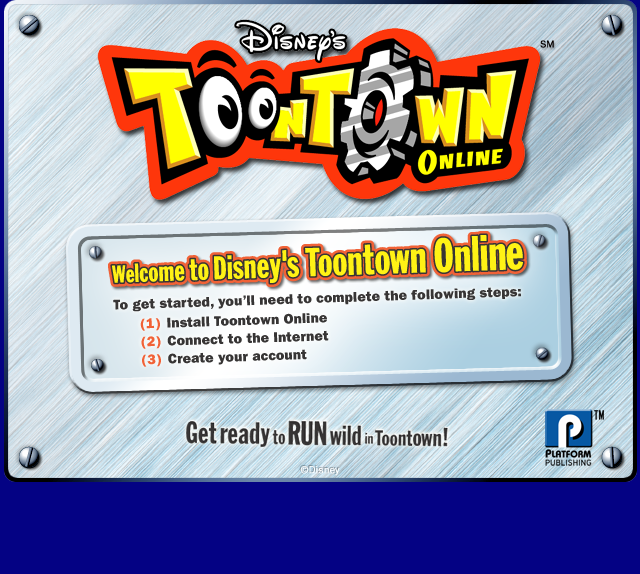 Disney's
SM
TOONTOWN
ONLINE
Welcome to Disney's Toontown Online
To get started, you'll need to complete the following steps:
(1) Install Toontown Online
(2) Connect to the Internet
(3) Create your account
Get ready to RUN wild in Toontown!
P TM
PLATFORM
PUBLISHING
©Disney